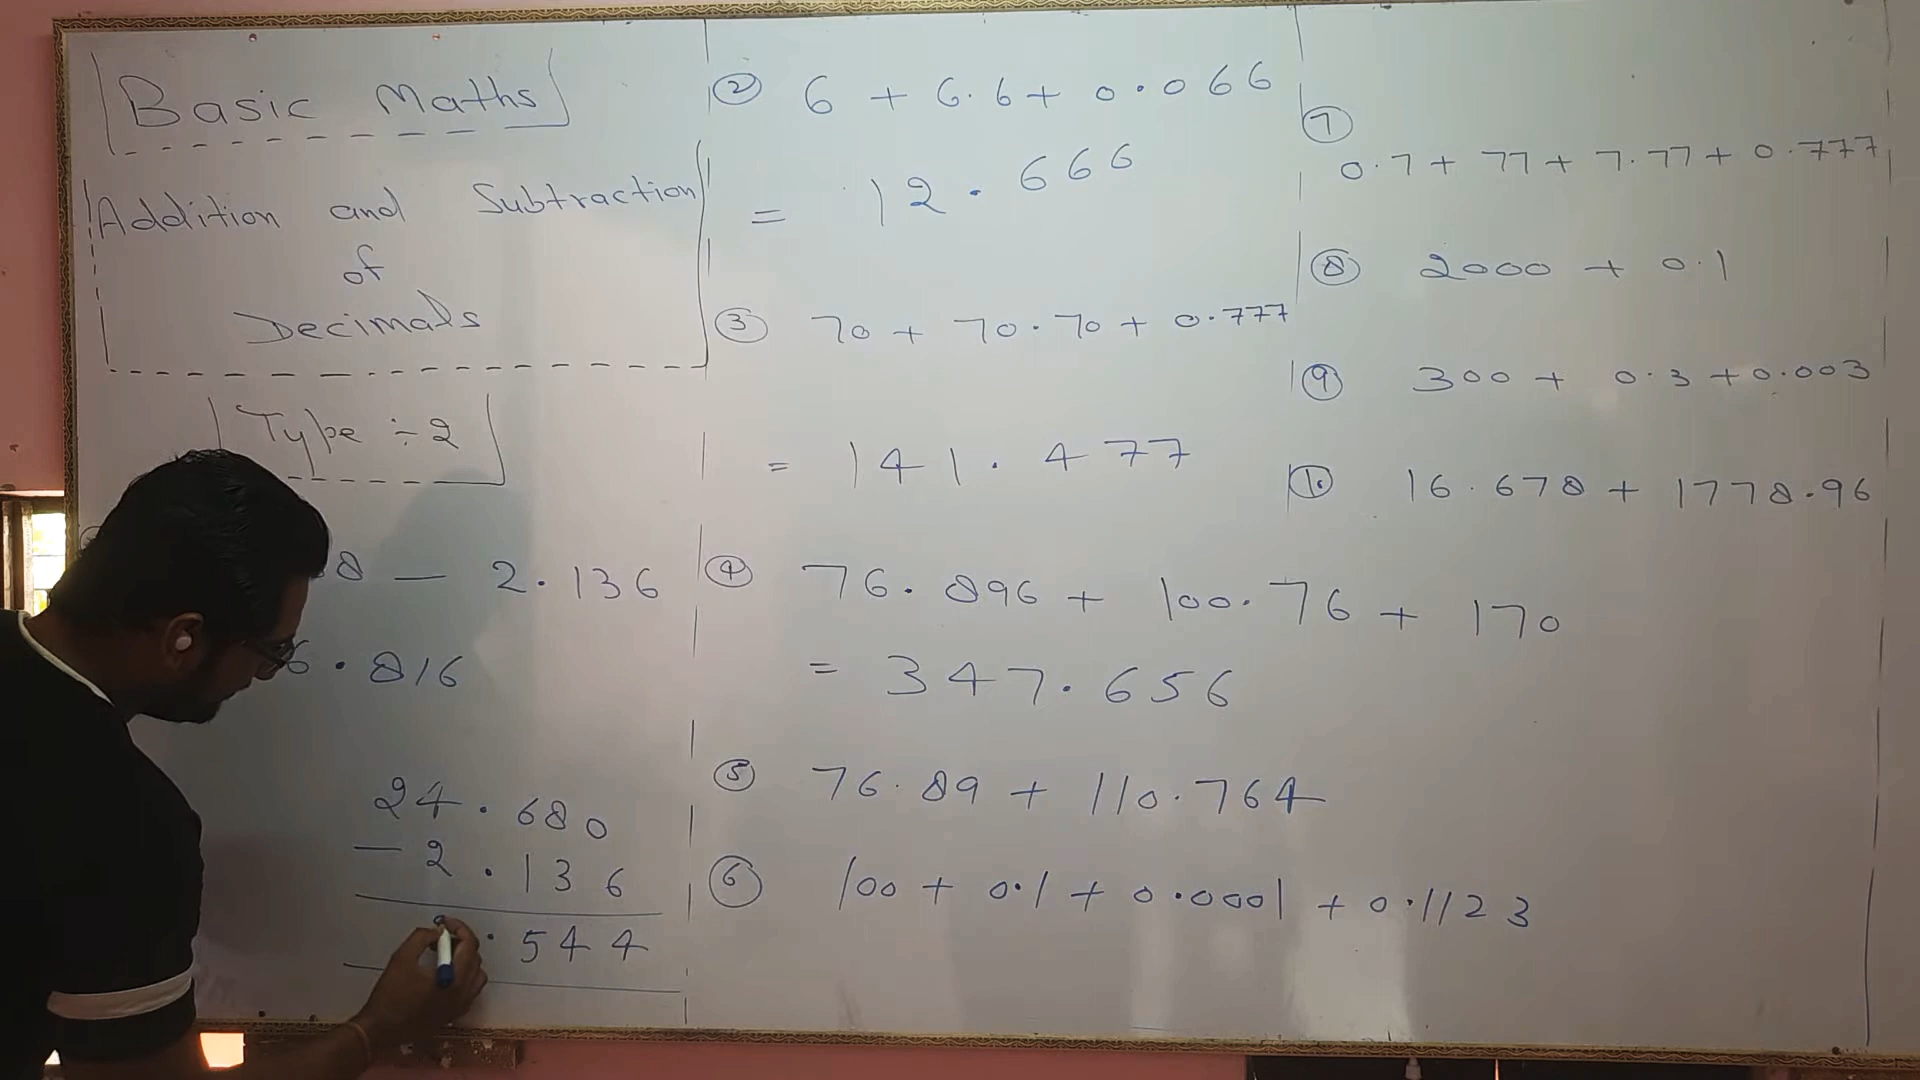 Basic Maths
Addition and Subtraction
of
Decimals
Type ÷ 2
8 — 2.136
6.816
24.680
— 2.136
.544
② 6 + 6.6 + 0.066
= 12.666
③ 70 + 70.70 + 0.777
= 141.477
④ 76.896 + 100.76 + 170
= 347.656
⑤ 76.89 + 110.764
⑥ 100 + 0.1 + 0.0001 + 0.1123
⑦
0.7 + 77 + 7.77 + 0.777
⑧ 2000 + 0.1
⑨ 300 + 0.3 + 0.003
⑩ 16.678 + 1778.96